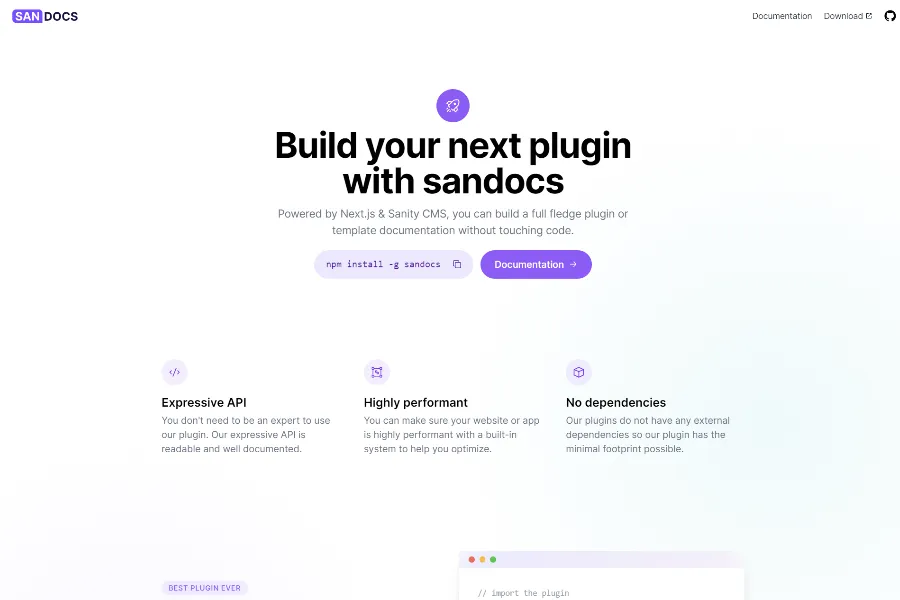 SANDOCS
Documentation
Download
Build your next plugin
with sandocs
Powered by Next.js & Sanity CMS, you can build a full fledge plugin or
template documentation without touching code.
npm install -g sandocs
Documentation →
Expressive API
You don't need to be an expert to use
our plugin. Our expressive API is
readable and well documented.
Highly performant
You can make sure your website or app
is highly performant with a built-in
system to help you optimize.
No dependencies
Our plugins do not have any external
dependencies so our plugin has the
minimal footprint possible.
BEST PLUGIN EVER
// import the plugin